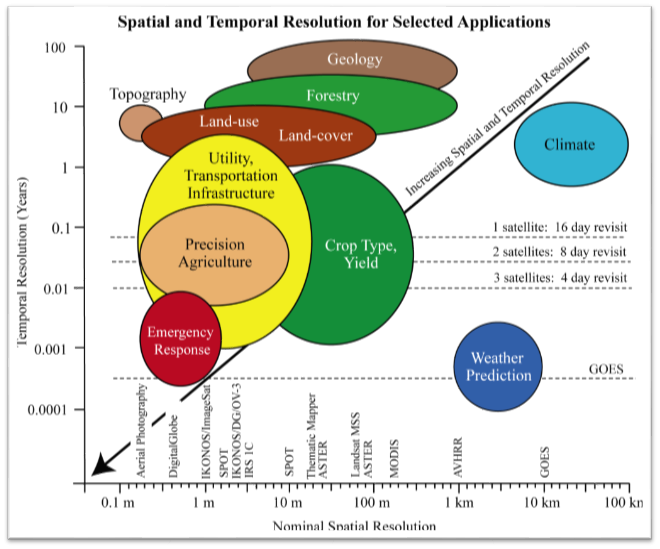 Spatial and Temporal Resolution for Selected Applications
100
10
1
0.1
0.01
0.001
0.0001
Temporal Resolution (Years)
Geology
Topography
Forestry
Land-use
Land-cover
Utility,
Transportation
Infrastructure
Precision
Agriculture
Crop Type,
Yield
Emergency
Response
Increasing Spatial and Temporal Resolution
Climate
1 satellite: 16 day revisit
2 satellites: 8 day revisit
3 satellites: 4 day revisit
Weather
Prediction
GOES
Aerial Photography
DigitalGlobe
IKONOS/ImageSat
SPOT
IKONOS/DG/OV-3
IRS 1C
SPOT
Thematic Mapper
ASTER
Landsat MSS
ASTER
MODIS
AVHRR
GOES
0.1 m
1 m
10 m
100 m
1 km
10 km
100 km
Nominal Spatial Resolution